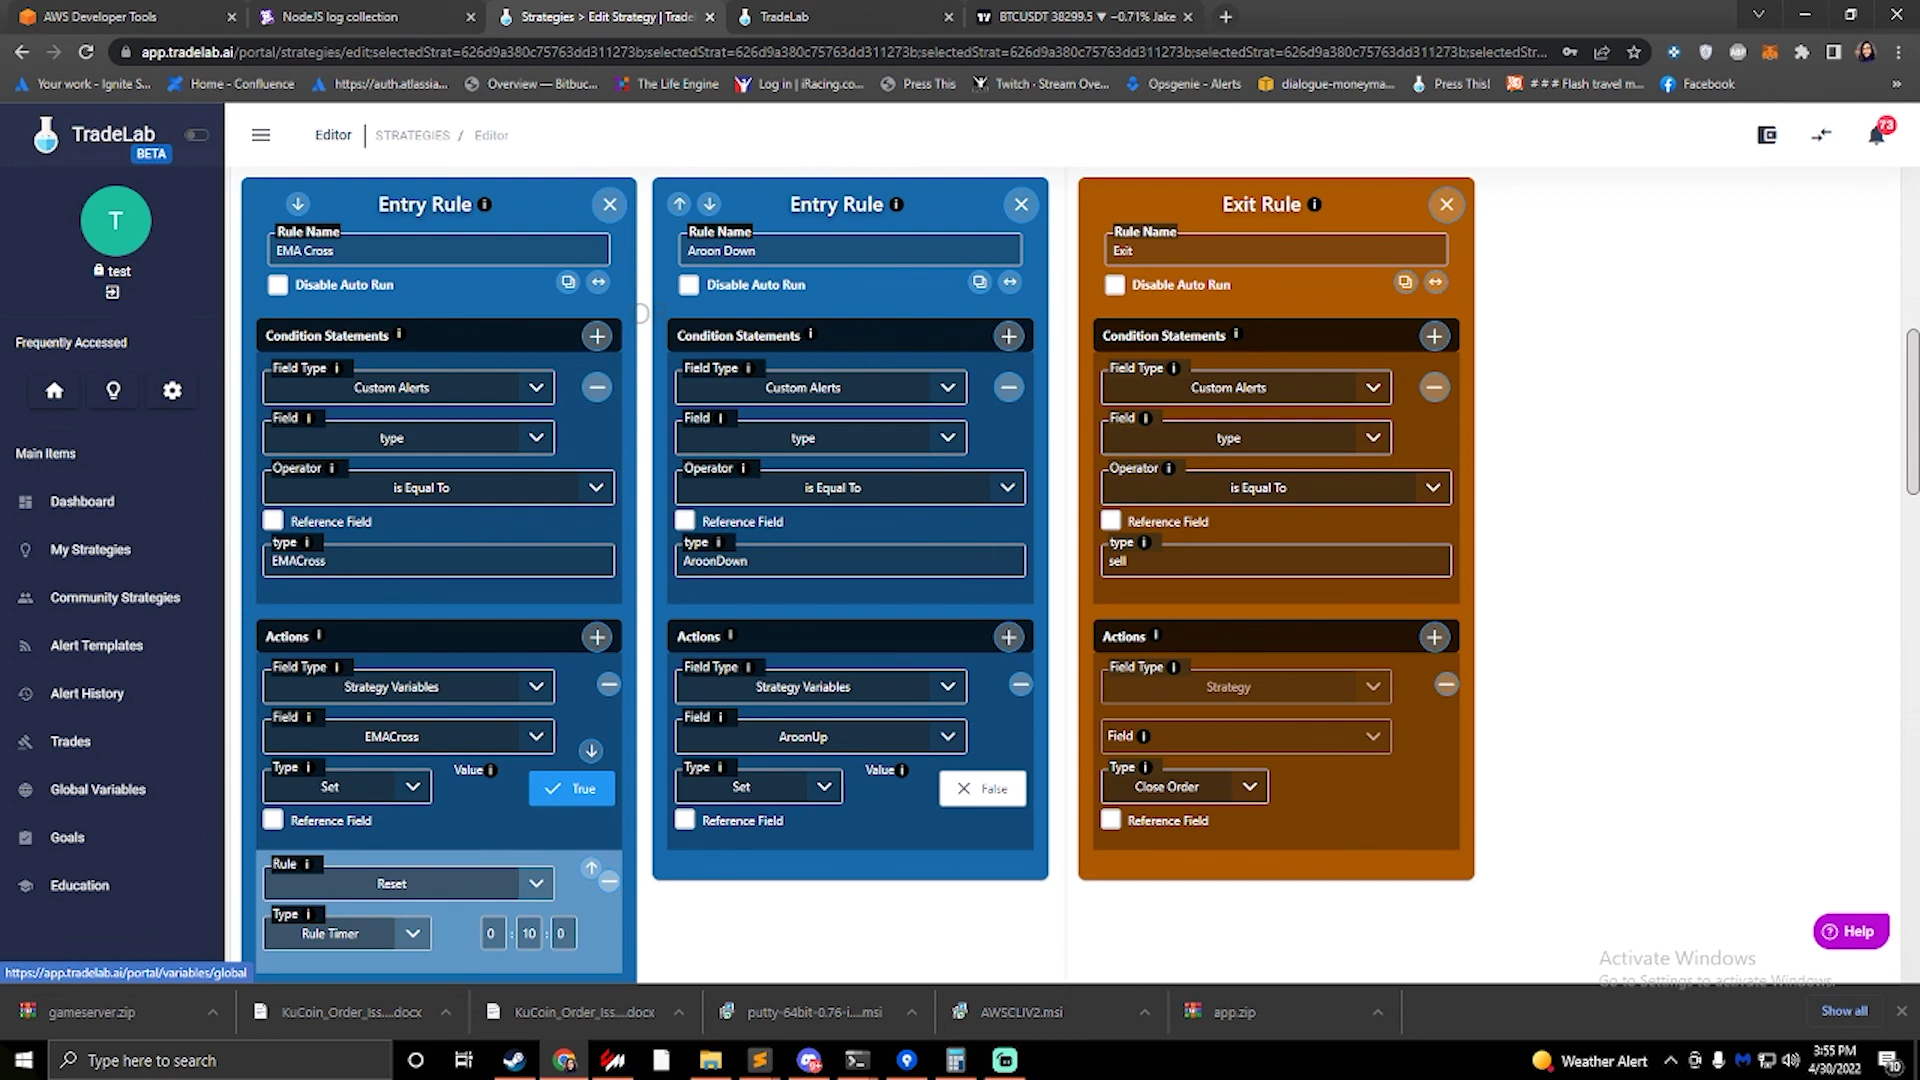 AWS Developer Tools
NodeJS log collection
Strategies > Edit Strategy | Trade
TradeLab
BTCUSDT 38299.5 ▼ −0.71% Jake
app.tradelab.ai/portal/strategies/edit;selectedStrat=626d9a380c75763dd311273b;selectedStrat=626d9a380c75763dd311273b;selectedStrat=626d9a380c75763dd311273b;selectedStr...
Your work - Ignite S...
Home - Confluence
https://auth.atlassia...
Overview — Bitbuc...
The Life Engine
Log in | iRacing.co...
Press This
Twitch - Stream Ove...
Opsgenie - Alerts
dialogue-moneyma...
Press This!
# # # Flash travel m...
Facebook
»
TradeLab
BETA
Editor
STRATEGIES / Editor
73
T
test
Frequently Accessed
Main Items
Dashboard
My Strategies
Community Strategies
Alert Templates
Alert History
Trades
Global Variables
Goals
Education
https://app.tradelab.ai/portal/variables/global
Entry Rule
Rule Name
EMA Cross
Disable Auto Run
Condition Statements
Field Type
Custom Alerts
Field
type
Operator
is Equal To
Reference Field
type
EMACross
Actions
Field Type
Strategy Variables
Field
EMACross
Type
Set
Value
True
Reference Field
Rule
Reset
Type
Rule Timer
0 : 10 : 0
Entry Rule
Rule Name
Aroon Down
Disable Auto Run
Condition Statements
Field Type
Custom Alerts
Field
type
Operator
is Equal To
Reference Field
type
AroonDown
Actions
Field Type
Strategy Variables
Field
AroonUp
Type
Set
Value
False
Reference Field
Exit Rule
Rule Name
Exit
Disable Auto Run
Condition Statements
Field Type
Custom Alerts
Field
type
Operator
is Equal To
Reference Field
type
sell
Actions
Field Type
Strategy
Field
Type
Close Order
Reference Field
Help
Activate Windows
Go to Settings to activate Windows.
gameserver.zip
KuCoin_Order_Iss....docx
KuCoin_Order_Iss....docx
putty-64bit-0.76-i....msi
AWSCLIV2.msi
app.zip
Show all
Type here to search
Weather Alert
3:55 PM
4/30/2022
10